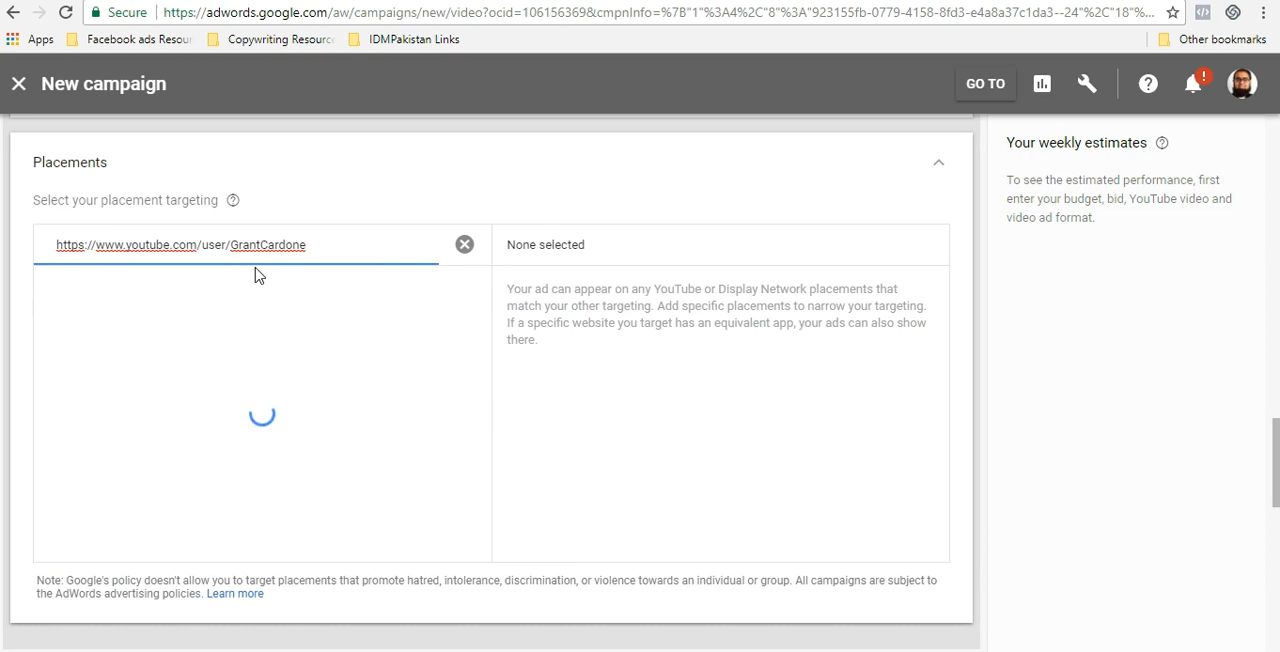 Secure https://adwords.google.com/aw/campaigns/new/video?ocid=106156369&cmpnInfo=%7B"1"%3A4%2C"8"%3A"923155fb-0779-4158-8fd3-e4a8a37c1da3--24"%2C"18"%...
Apps Facebook ads Resou Copywriting Resourc IDMPakistan Links Other bookmarks
New campaign GO TO
Placements
Select your placement targeting
https://www.youtube.com/user/GrantCardone
None selected
Your ad can appear on any YouTube or Display Network placements that
match your other targeting. Add specific placements to narrow your targeting.
If a specific website you target has an equivalent app, your ads can also show
there.
Note: Google's policy doesn't allow you to target placements that promote hatred, intolerance, discrimination, or violence towards an individual or group. All campaigns are subject to
the AdWords advertising policies. Learn more
Your weekly estimates
To see the estimated performance, first
enter your budget, bid, YouTube video and
video ad format.